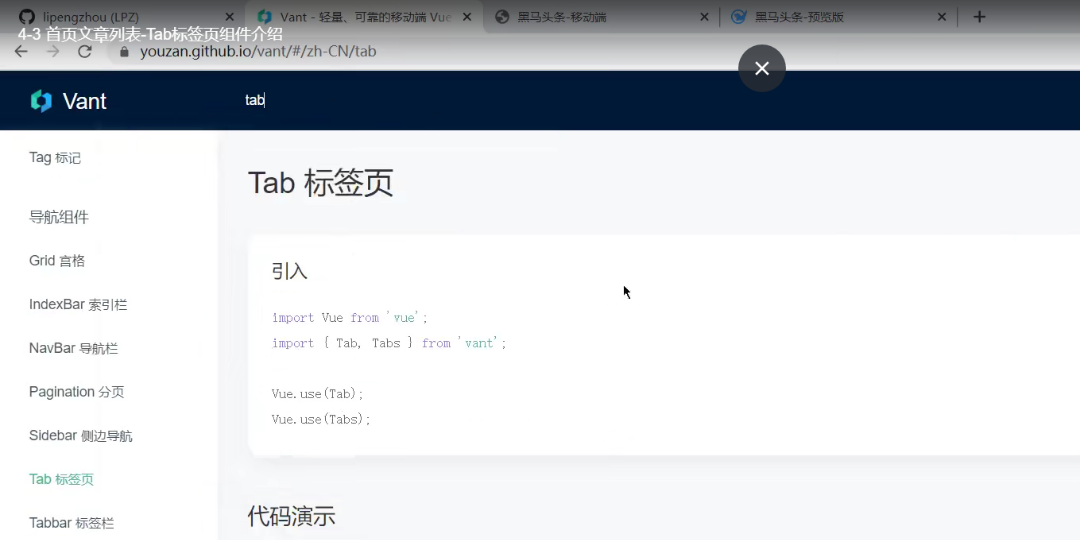 lipengzhou (LPZ)
Vant - 轻量、可靠的移动端 Vue
黑马头条-移动端
黑马头条-预览版
4-3 首页文章列表-Tab标签页组件介绍
youzan.github.io/vant/#/zh-CN/tab
Vant
tab
Tag 标记
导航组件
Grid 宫格
IndexBar 索引栏
NavBar 导航栏
Pagination 分页
Sidebar 侧边导航
Tab 标签页
Tabbar 标签栏
Tab 标签页
引入
import Vue from 'vue';
import { Tab, Tabs } from 'vant';
Vue.use(Tab);
Vue.use(Tabs);
代码演示